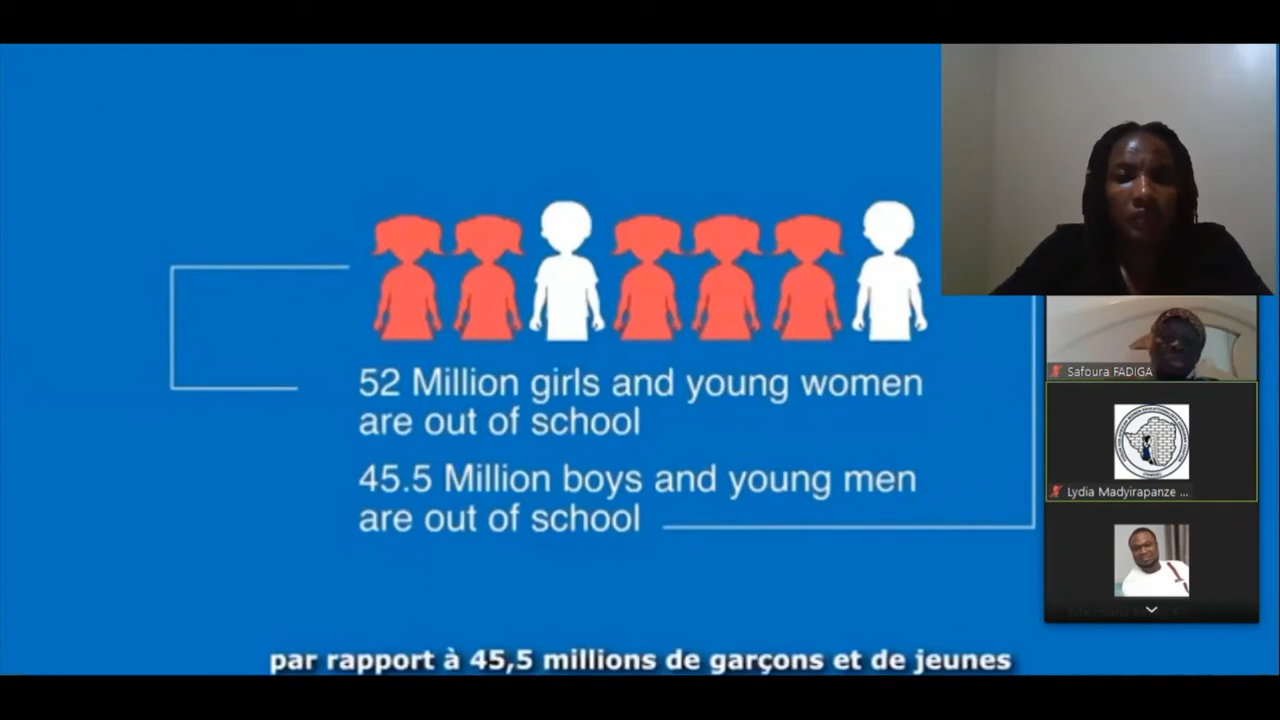 52 Million girls and young women
are out of school
45.5 Million boys and young men
are out of school
Safoura FADIGA
Lydia Madyirapanze ...
par rapport à 45,5 millions de garçons et de jeunes